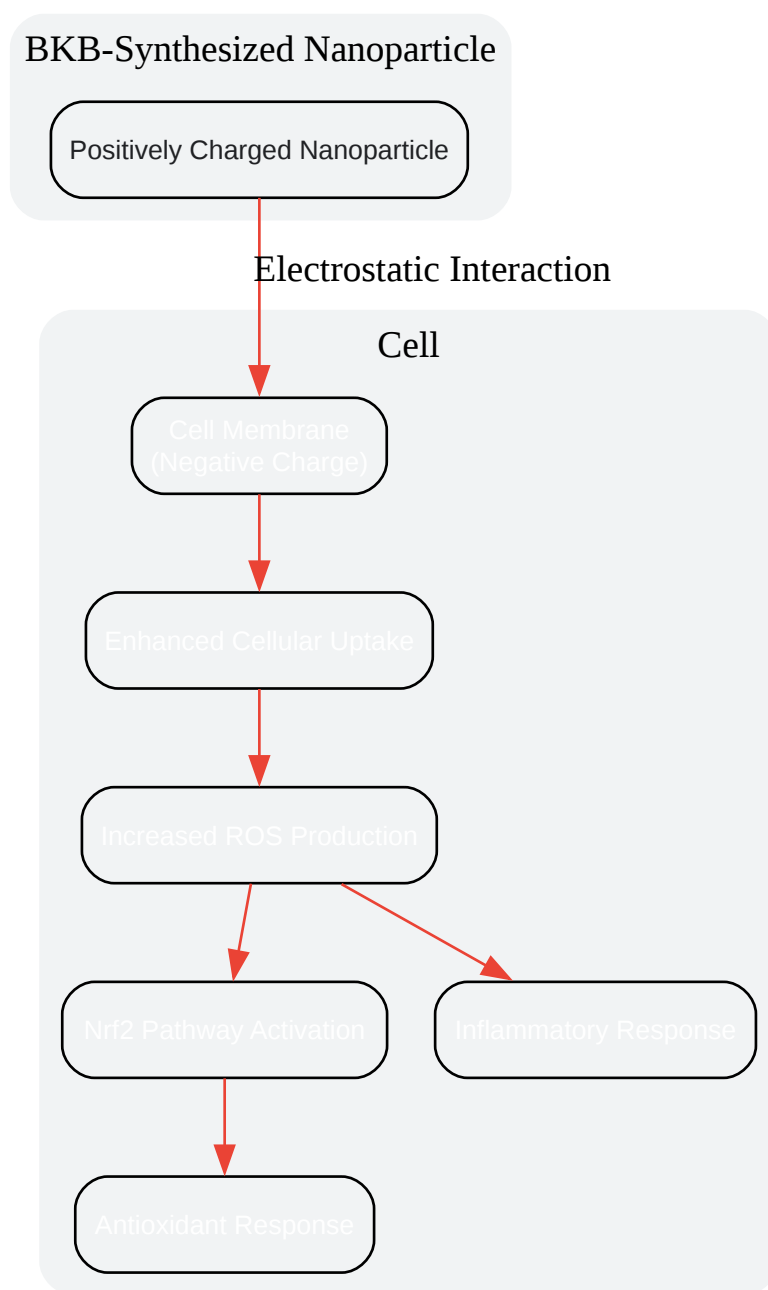 BKB-Synthesized Nanoparticle
Positively Charged Nanoparticle
Electrostatic Interaction
Cell
Cell Membrane
(Negative Charge)
Enhanced Cellular Uptake
Increased ROS Production
Nrf2 Pathway Activation
Inflammatory Response
Antioxidant Response